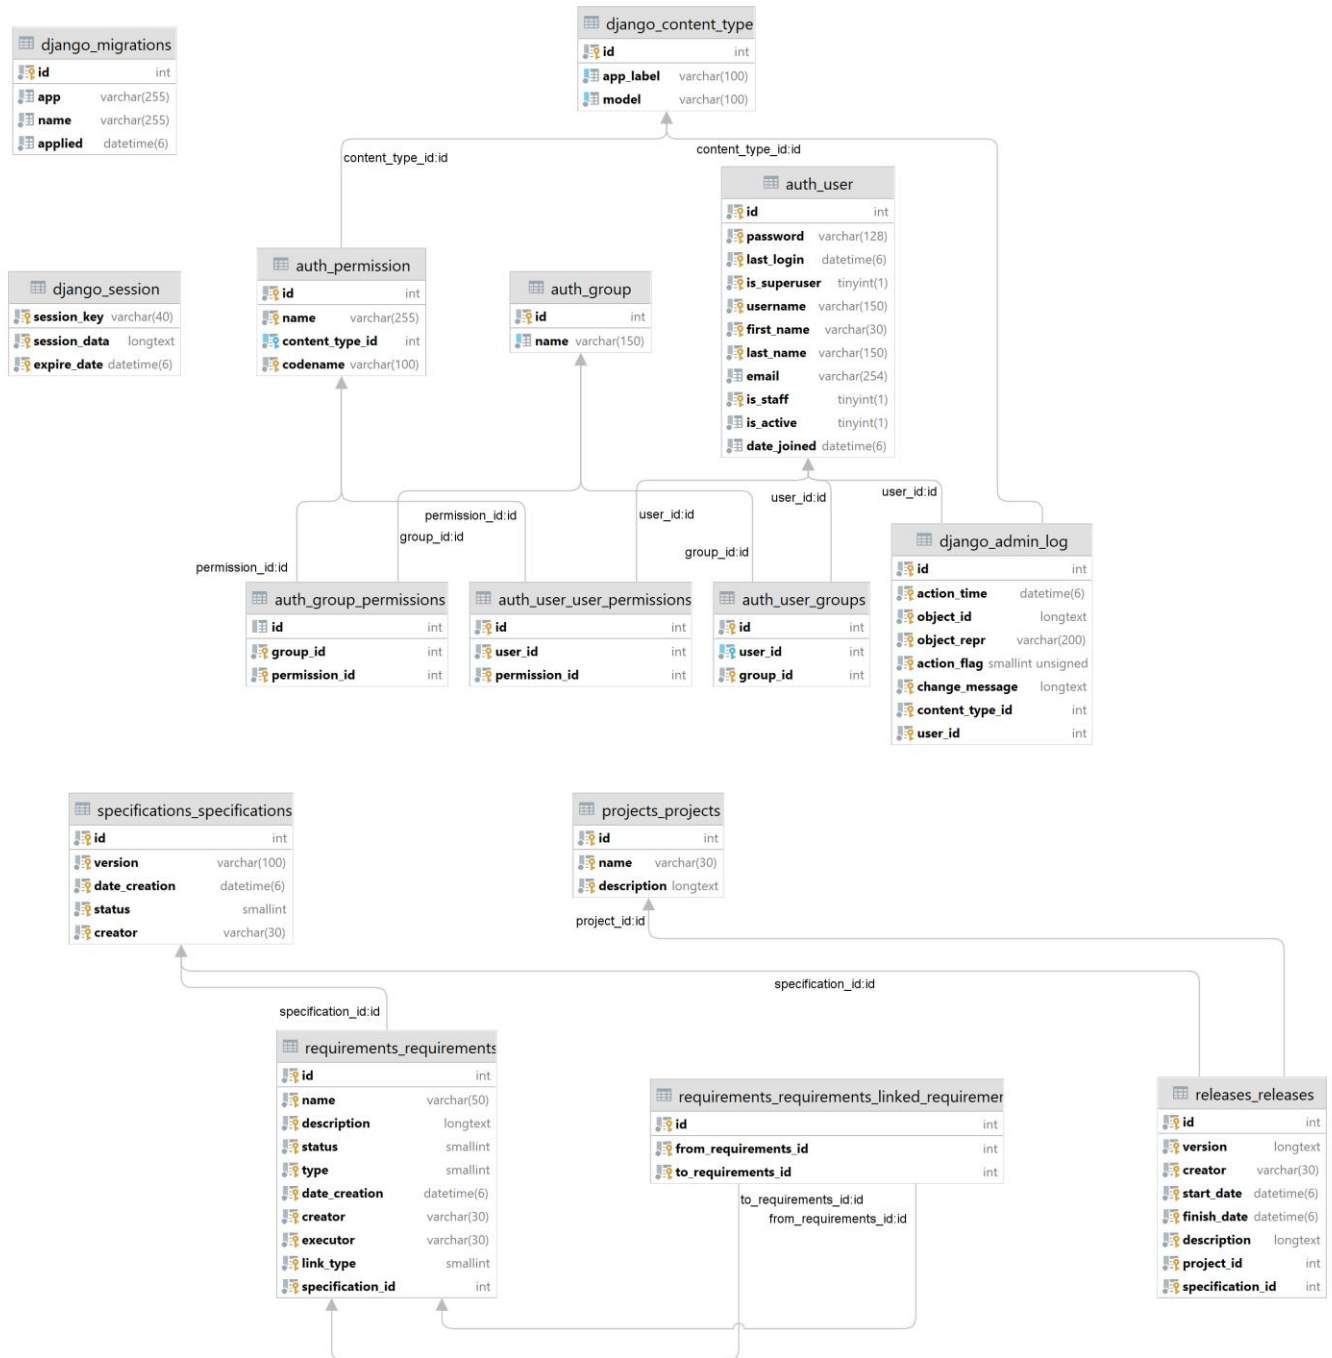 django_migrations
id int
app varchar(255)
name varchar(255)
applied datetime(6)
django_content_type
id int
app_label varchar(100)
model varchar(100)
content_type_id:id
content_type_id:id
auth_user
id int
password varchar(128)
last_login datetime(6)
is_superuser tinyint(1)
username varchar(150)
first_name varchar(30)
last_name varchar(150)
email varchar(254)
is_staff tinyint(1)
is_active tinyint(1)
date_joined datetime(6)
django_session
session_key varchar(40)
session_data longtext
expire_date datetime(6)
auth_permission
id int
name varchar(255)
content_type_id int
codename varchar(100)
auth_group
id int
name varchar(150)
permission_id:id
group_id:id
permission_id:id
user_id:id
group_id:id
user_id:id
user_id:id
auth_group_permissions
id int
group_id int
permission_id int
auth_user_user_permissions
id int
user_id int
permission_id int
auth_user_groups
id int
user_id int
group_id int
django_admin_log
id int
action_time datetime(6)
object_id longtext
object_repr varchar(200)
action_flag smallint unsigned
change_message longtext
content_type_id int
user_id int
specifications_specifications
id int
version varchar(100)
date_creation datetime(6)
status smallint
creator varchar(30)
projects_projects
id int
name varchar(30)
description longtext
project_id:id
specification_id:id
specification_id:id
requirements_requirements
id int
name varchar(50)
description longtext
status smallint
type smallint
date_creation datetime(6)
creator varchar(30)
executor varchar(30)
link_type smallint
specification_id int
requirements_requirements_linked_requiremer
id int
from_requirements_id int
to_requirements_id int
to_requirements_id:id
from_requirements_id:id
releases_releases
id int
version longtext
creator varchar(30)
start_date datetime(6)
finish_date datetime(6)
description longtext
project_id int
specification_id int